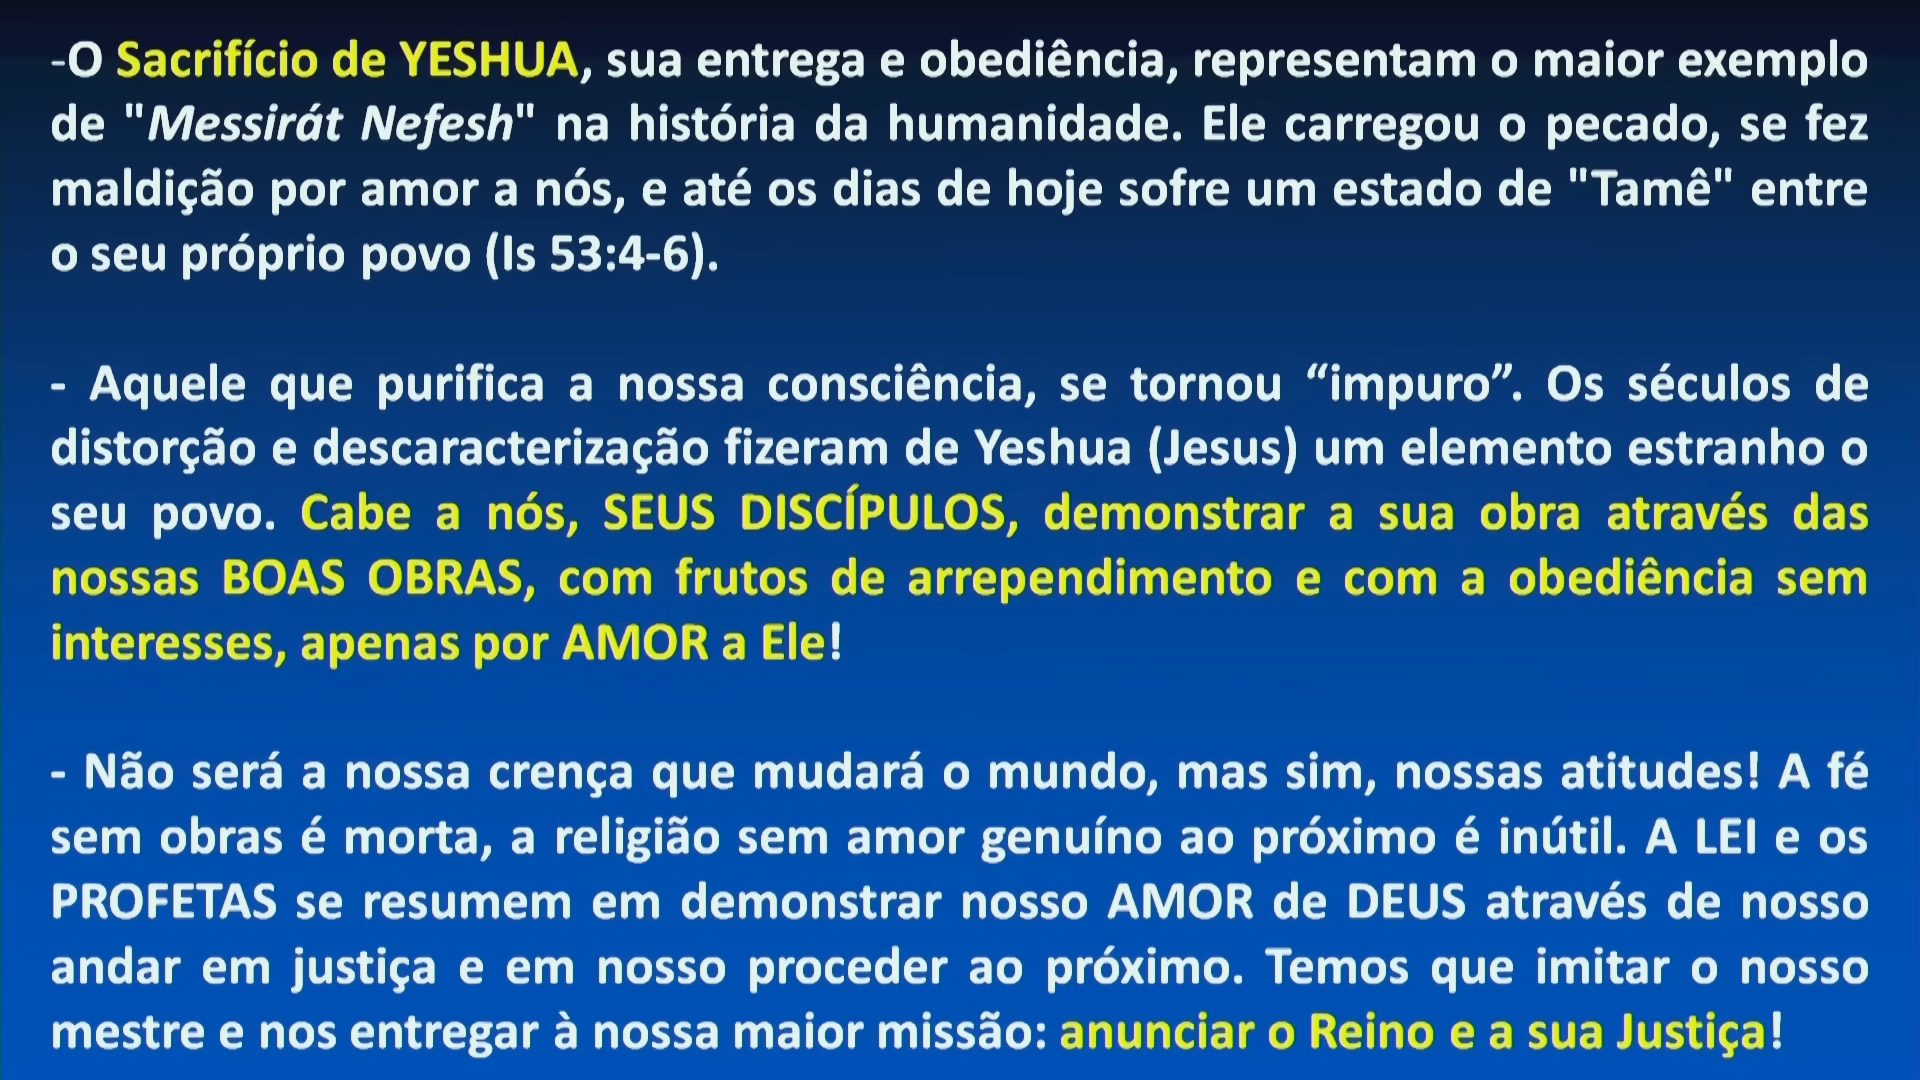 -O Sacrifício de YESHUA, sua entrega e obediência, representam o maior exemplo
de "Messirát Nefesh" na história da humanidade. Ele carregou o pecado, se fez
maldição por amor a nós, e até os dias de hoje sofre um estado de "Tamê" entre
o seu próprio povo (Is 53:4-6).
- Aquele que purifica a nossa consciência, se tornou “impuro”. Os séculos de
distorção e descaracterização fizeram de Yeshua (Jesus) um elemento estranho o
seu povo. Cabe a nós, SEUS DISCÍPULOS, demonstrar a sua obra através das
nossas BOAS OBRAS, com frutos de arrependimento e com a obediência sem
interesses, apenas por AMOR a Ele!
- Não será a nossa crença que mudará o mundo, mas sim, nossas atitudes! A fé
sem obras é morta, a religião sem amor genuíno ao próximo é inútil. A LEI e os
PROFETAS se resumem em demonstrar nosso AMOR de DEUS através de nosso
andar em justiça e em nosso proceder ao próximo. Temos que imitar o nosso
mestre e nos entregar à nossa maior missão: anunciar o Reino e a sua Justiça!